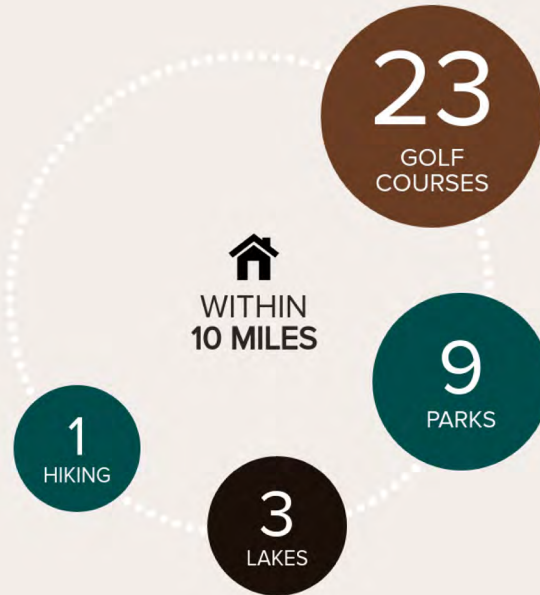 23
GOLF
COURSES
WITHIN
10 MILES
9
PARKS
1
HIKING
3
LAKES